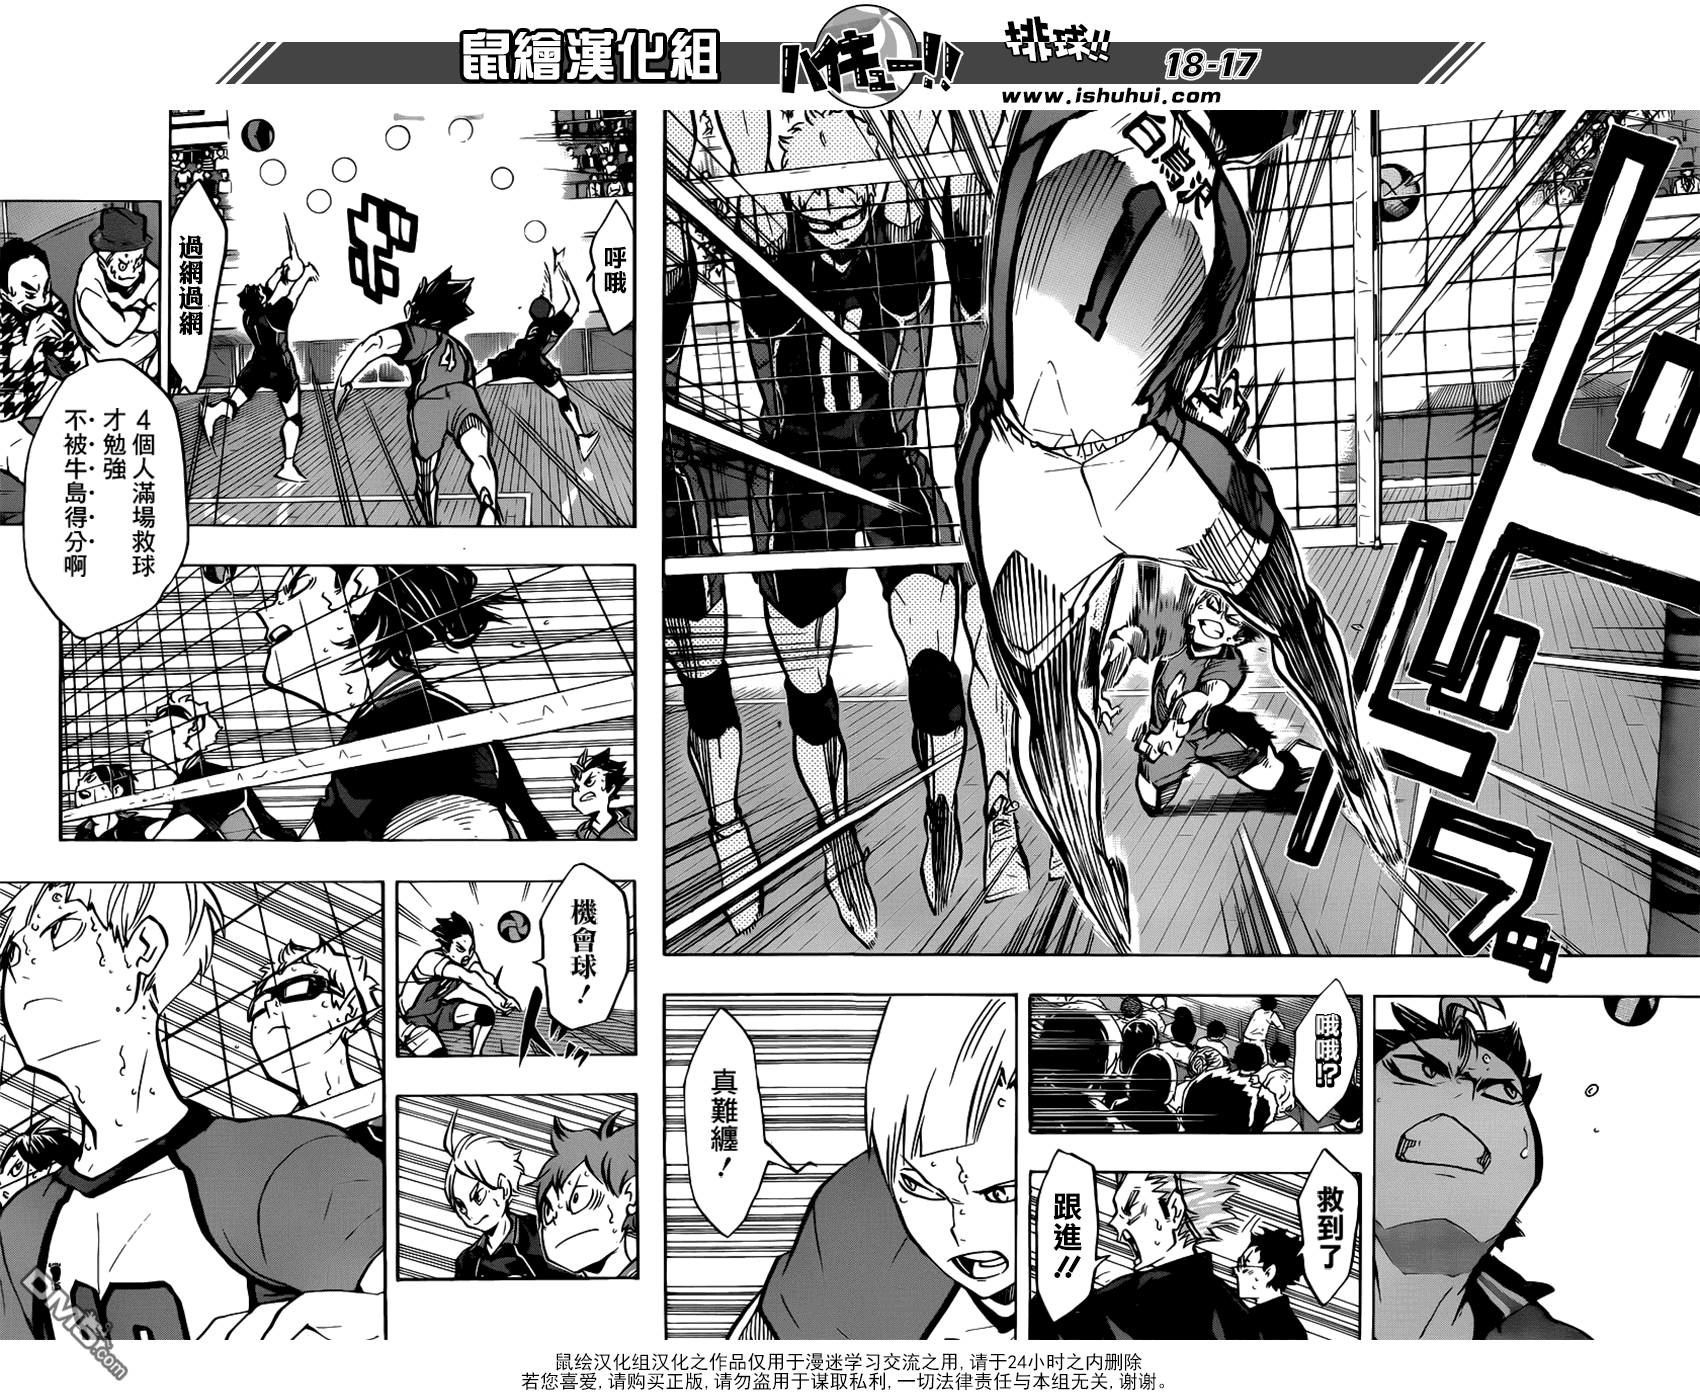 鼠繪漢化組
ハイキュー!!
排球!!
18-17
www.ishuhui.com
白鳥沢
1
11
哦哦!?
救到了
跟進!!
真難纏！
呼哦
過網過網
4
4個人滿場救球
才勉強
不被牛島得分啊
機會球！
DM5.com
鼠绘汉化组汉化之作品仅用于漫迷学习交流之用,请于24小时之内删除
若您喜爱,请购买正版,请勿盗用于谋取私利,一切法律责任与本组无关,谢谢。